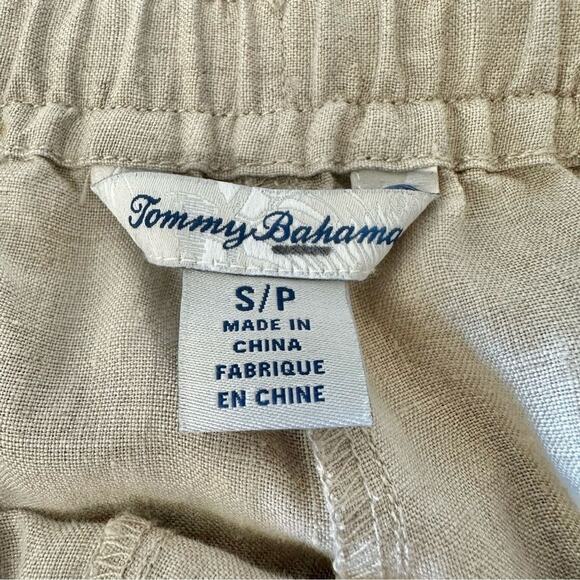 Tommy Bahama
S/P
MADE IN
CHINA
FABRIQUE
EN CHINE